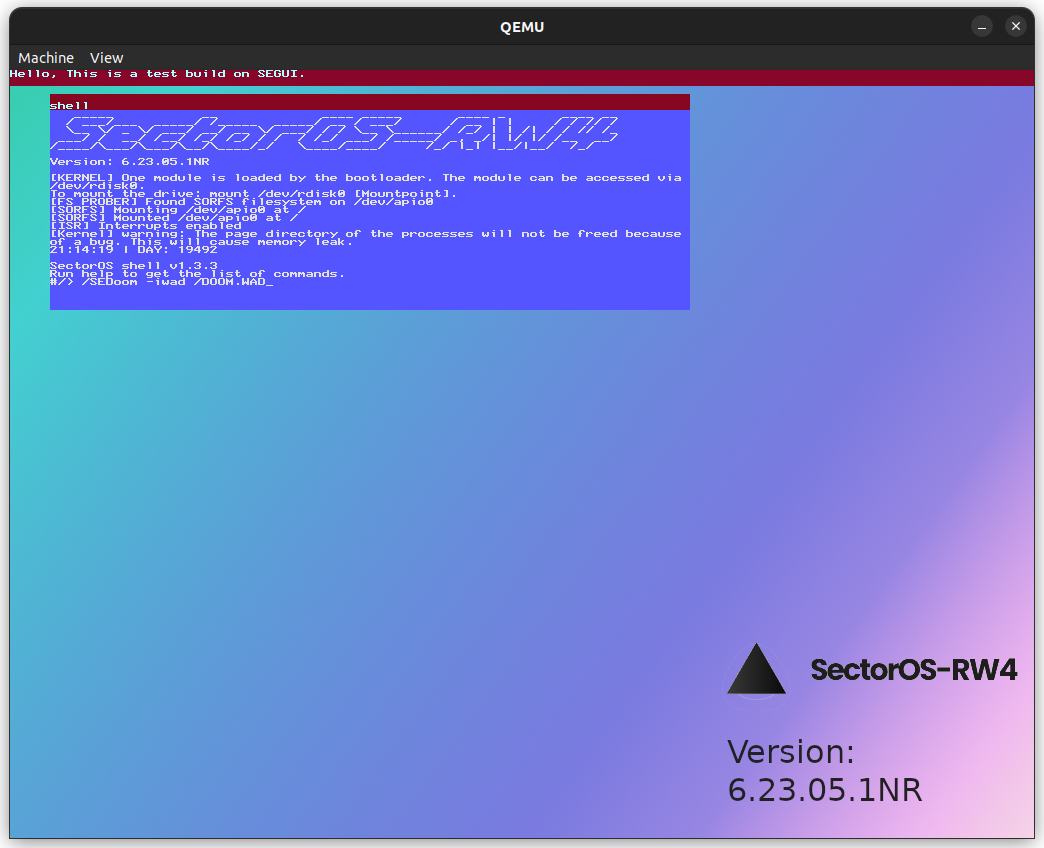 QEMU
Machine View
Hello, This is a test build on SEGUI.
shell
Version: 6.23.05.1NR
[KERNEL] One module is loaded by the bootloader. The module can be accessed via
/dev/rdisk0.
To mount the drive: mount /dev/rdisk0 [Mountpoint].
[FS_PROBER] Found SORFS filesystem on /dev/apio0
[SORFS] Mounting /dev/apio0 at /
[SORFS] Mounted /dev/apio0 at /
[ISR] Interrupts enabled
[Kernel] warning: The page directory of the processes will not be freed because
of a bug. This will cause memory leak.
21:14:19 | DAY: 19492
SectorOS shell v1.3.3
Run help to get the list of commands.
#/> /SEDoom -iwad /DOOM.WAD_
SectorOS-RW4
Version:
6.23.05.1NR